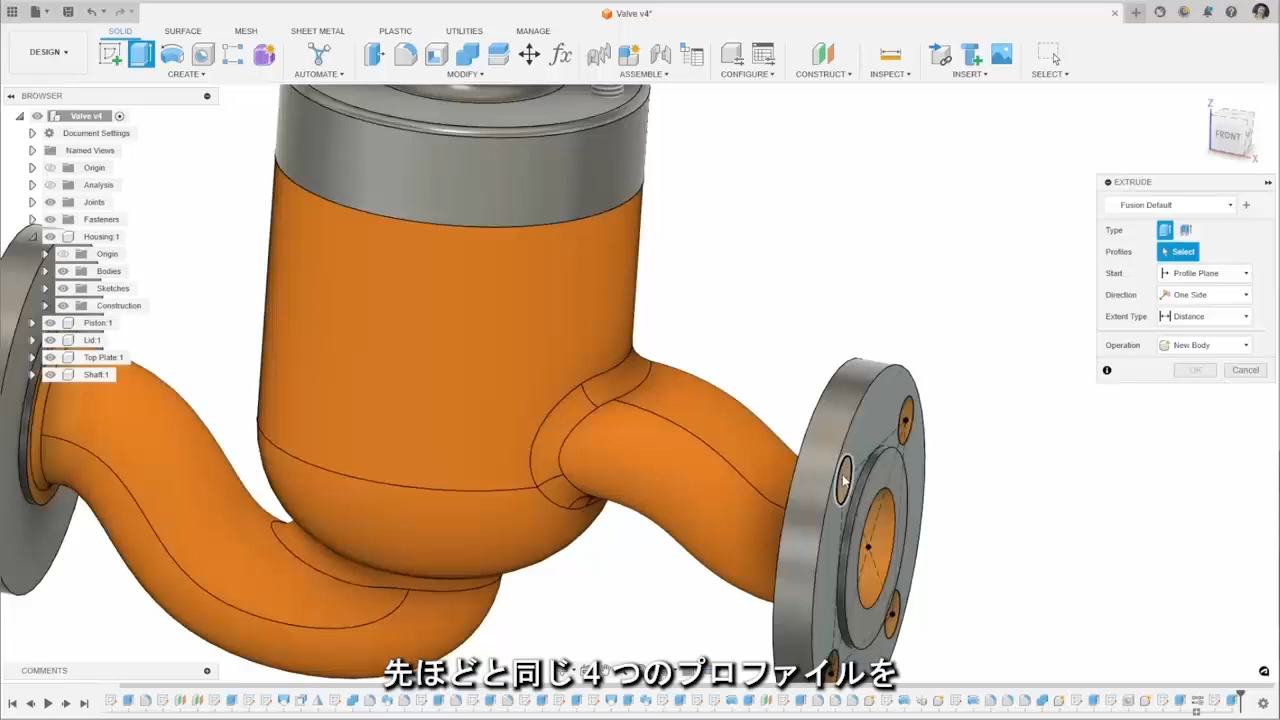 Valve v4*
DESIGN
SOLID
SURFACE
MESH
SHEET METAL
PLASTIC
UTILITIES
MANAGE
CREATE
AUTOMATE
MODIFY
ASSEMBLE
CONFIGURE
CONSTRUCT
INSPECT
INSERT
SELECT
BROWSER
Valve v4
Document Settings
Named Views
Origin
Analysis
Joints
Fasteners
Housing:1
Origin
Bodies
Sketches
Construction
Piston:1
Lid:1
Top Plate:1
Shaft:1
Z
FRONT
X
EXTRUDE
Fusion Default
Type
Profiles Select
Start Profile Plane
Direction One Side
Extent Type Distance
Operation New Body
OK Cancel
COMMENTS
先ほどと同じ4つのプロファイルを